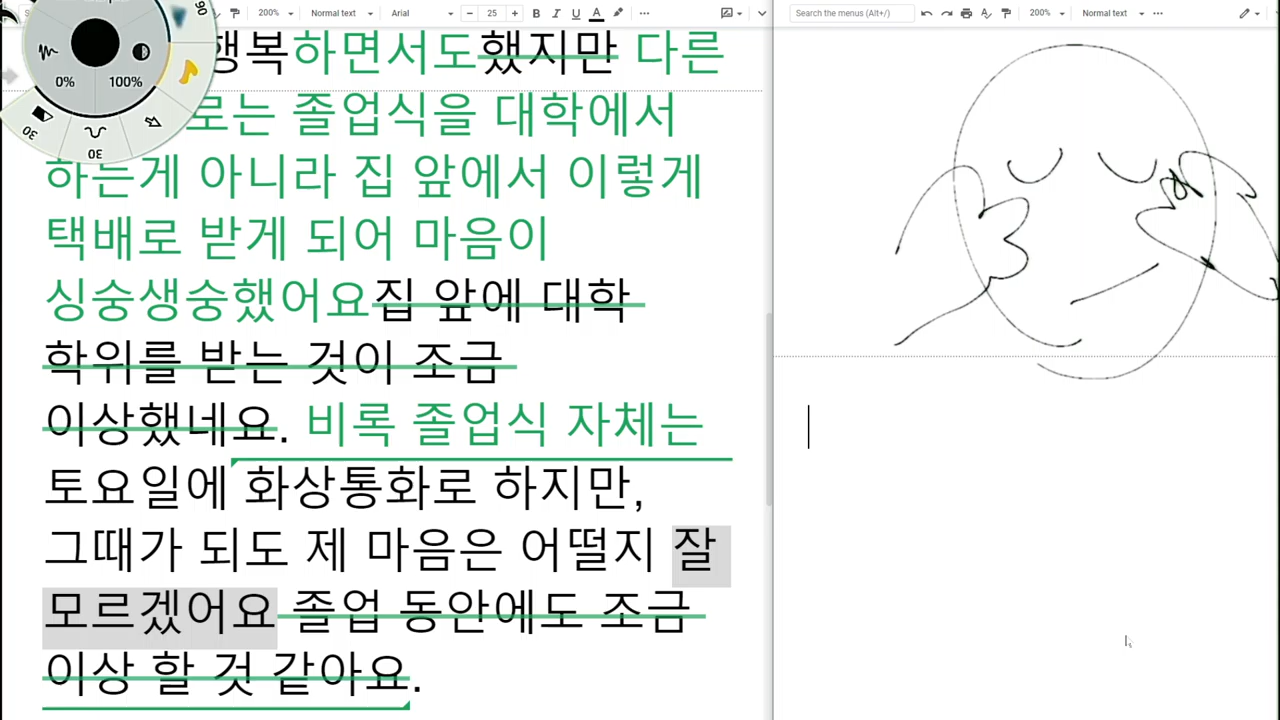 200%
Normal text
Arial
25
B
I
U
A
Search the menus (Alt+/)
200%
Normal text
0%
100%
90
30
30
행복하면서도했지만 다른
로는 졸업식을 대학에서
하는게 아니라 집 앞에서 이렇게
택배로 받게 되어 마음이
싱숭생숭했어요집 앞에 대학
학위를 받는 것이 조금
이상했네요. 비록 졸업식 자체는
토요일에 화상통화로 하지만,
그때가 되도 제 마음은 어떨지 잘
모르겠어요 졸업 동안에도 조금
이상 할 것 같아요.